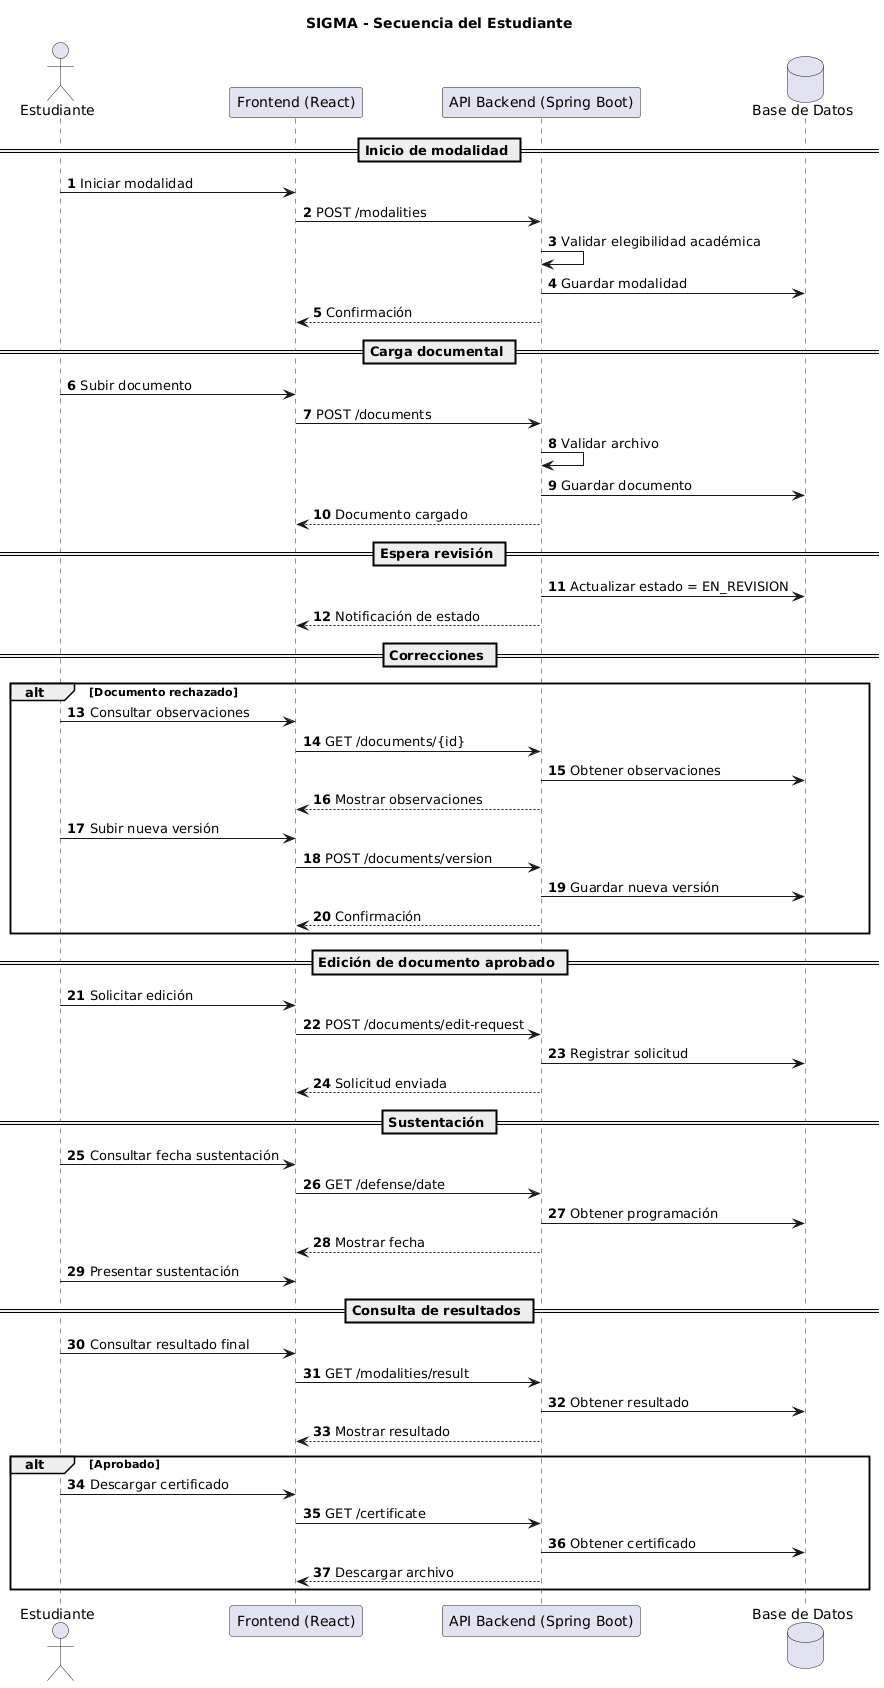 SIGMA - Secuencia del Estudiante
Estudiante
Frontend (React)
API Backend (Spring Boot)
Base de Datos
Inicio de modalidad
1 Iniciar modalidad
2 POST /modalities
3 Validar elegibilidad académica
4 Guardar modalidad
5 Confirmación
Carga documental
6 Subir documento
7 POST /documents
8 Validar archivo
9 Guardar documento
10 Documento cargado
Espera revisión
11 Actualizar estado = EN_REVISION
12 Notificación de estado
Correcciones
alt [Documento rechazado]
13 Consultar observaciones
14 GET /documents/{id}
15 Obtener observaciones
16 Mostrar observaciones
17 Subir nueva versión
18 POST /documents/version
19 Guardar nueva versión
20 Confirmación
Edición de documento aprobado
21 Solicitar edición
22 POST /documents/edit-request
23 Registrar solicitud
24 Solicitud enviada
Sustentación
25 Consultar fecha sustentación
26 GET /defense/date
27 Obtener programación
28 Mostrar fecha
29 Presentar sustentación
Consulta de resultados
30 Consultar resultado final
31 GET /modalities/result
32 Obtener resultado
33 Mostrar resultado
alt [Aprobado]
34 Descargar certificado
35 GET /certificate
36 Obtener certificado
37 Descargar archivo
Estudiante
Frontend (React)
API Backend (Spring Boot)
Base de Datos